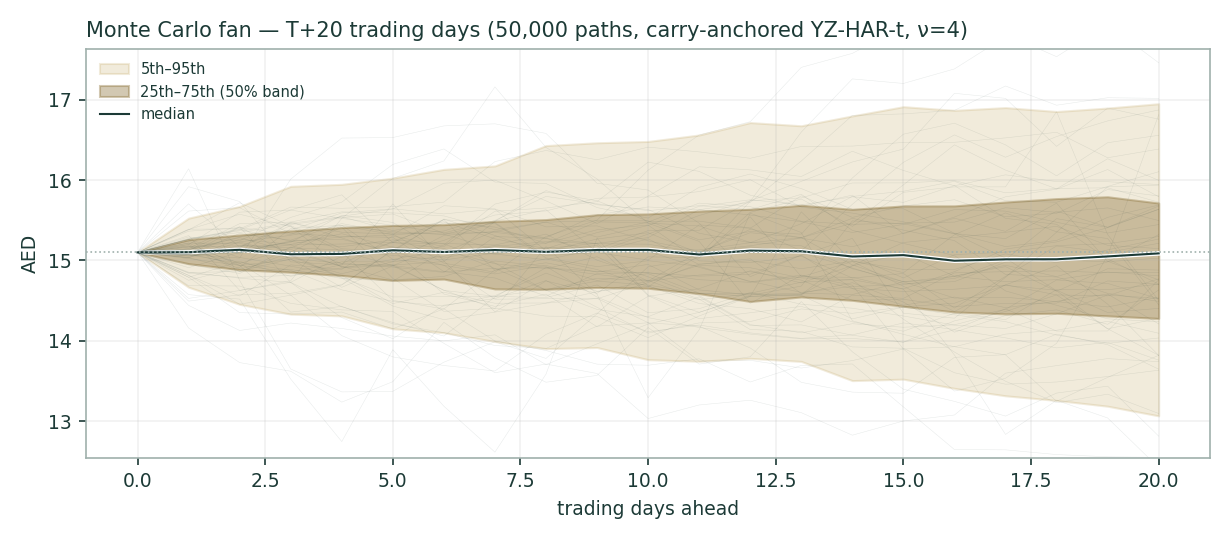 Monte Carlo fan — T+20 trading days (50,000 paths, carry-anchored YZ-HAR-t, ν=4)
5th–95th
25th–75th (50% band)
median
17
16
15
14
13
AED
0.0 2.5 5.0 7.5 10.0 12.5 15.0 17.5 20.0
trading days ahead